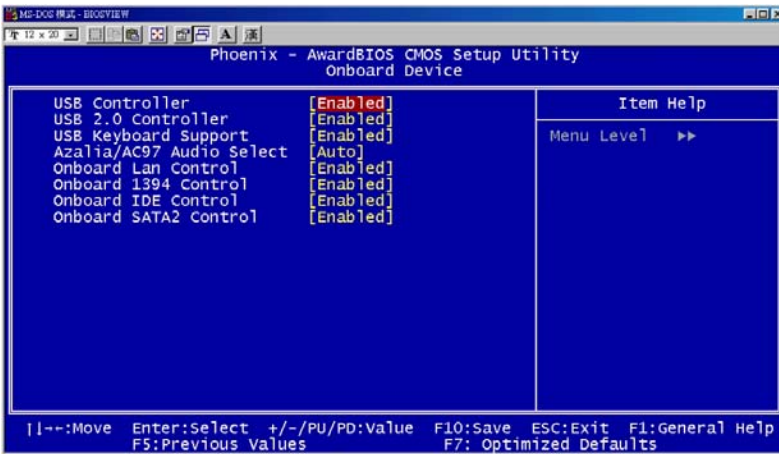 MS-DOS 模式 - BIOSVIEW
12 x 20 A 漢
Phoenix - AwardBIOS CMOS Setup Utility
Onboard Device
USB Controller [Enabled]
USB 2.0 Controller [Enabled]
USB Keyboard Support [Enabled]
Azalia/AC97 Audio Select [Auto]
Onboard Lan Control [Enabled]
Onboard 1394 Control [Enabled]
Onboard IDE Control [Enabled]
Onboard SATA2 Control [Enabled]
Item Help
Menu Level ►►
:Move Enter:Select +/-/PU/PD:Value F10:Save ESC:Exit F1:General Help
F5:Previous Values F7: Optimized Defaults